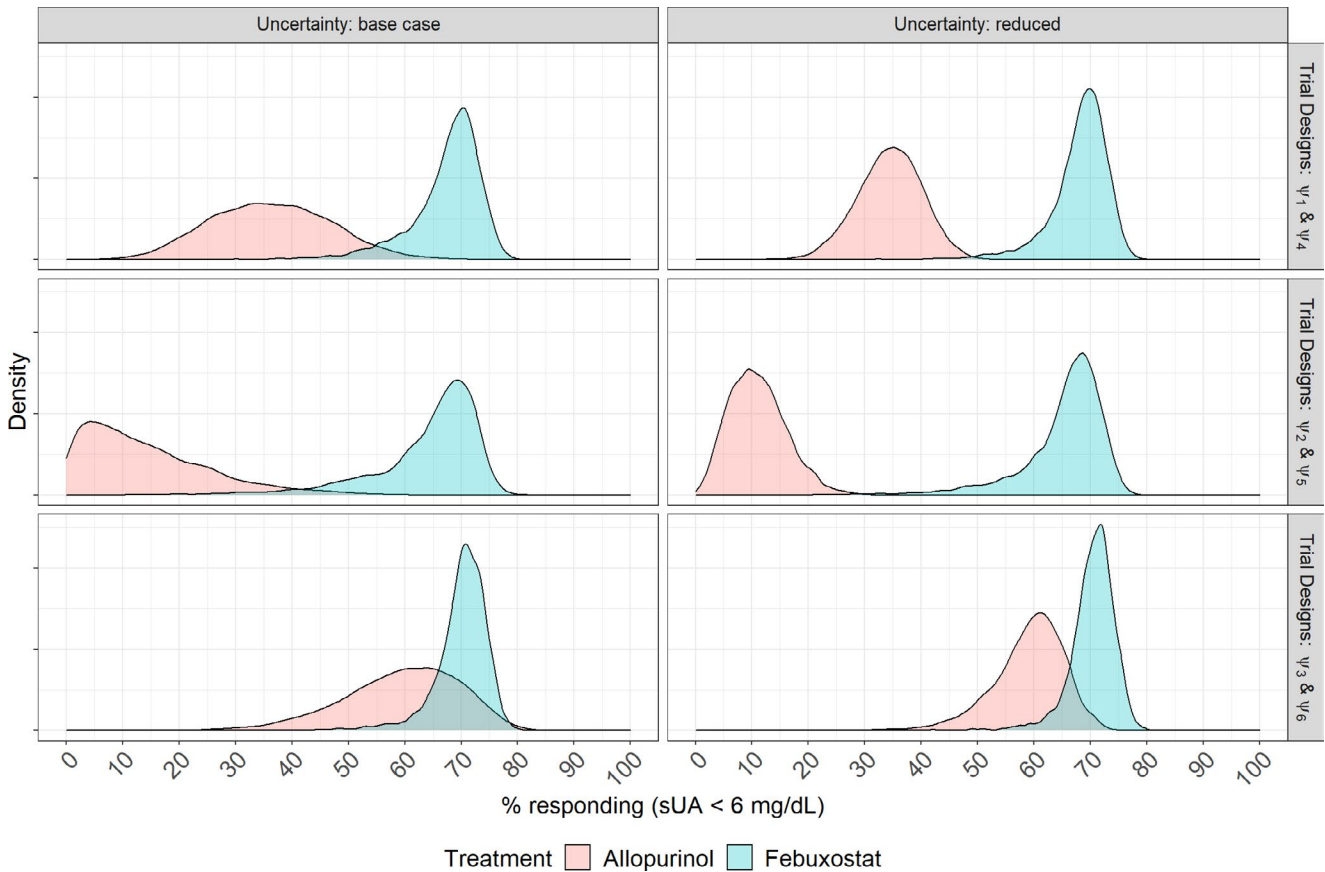 Uncertainty: base case
Uncertainty: reduced
Trial Designs: ψ1 & ψ4
Trial Designs: ψ2 & ψ5
Trial Designs: ψ3 & ψ6
Density
0 10 20 30 40 50 60 70 80 90 100
0 10 20 30 40 50 60 70 80 90 100
% responding (sUA < 6 mg/dL)
Treatment Allopurinol Febuxostat